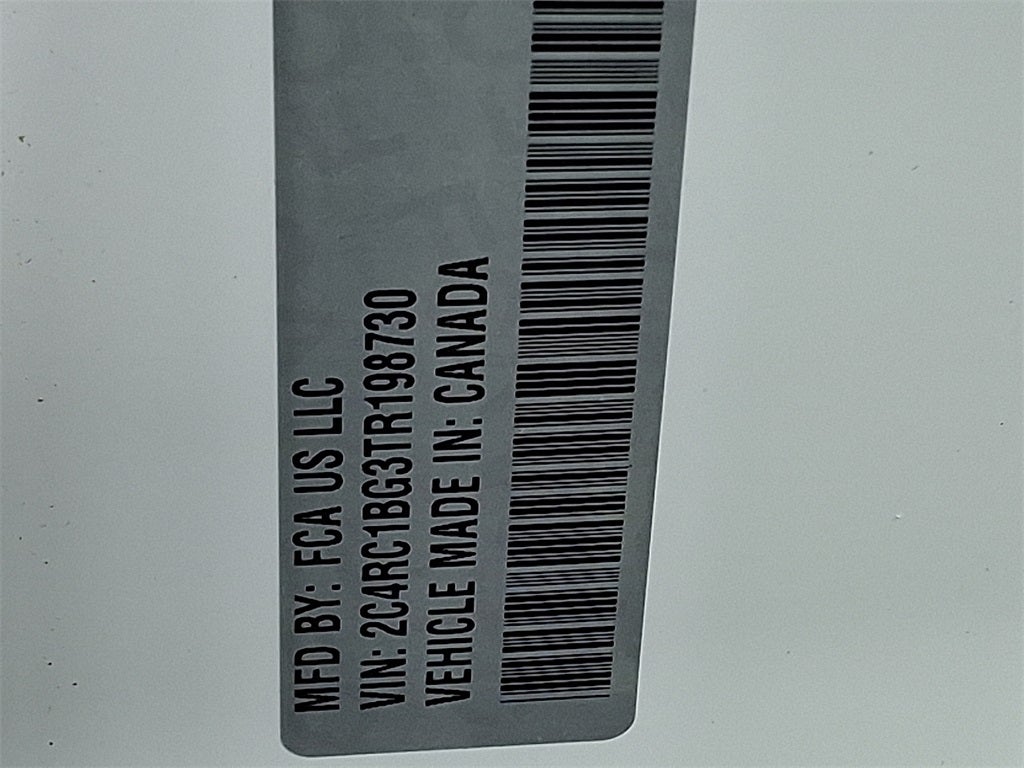 MFD BY: FCA US LLC
VIN: 2C4RC1BG3TR198730
VEHICLE MADE IN: CANADA